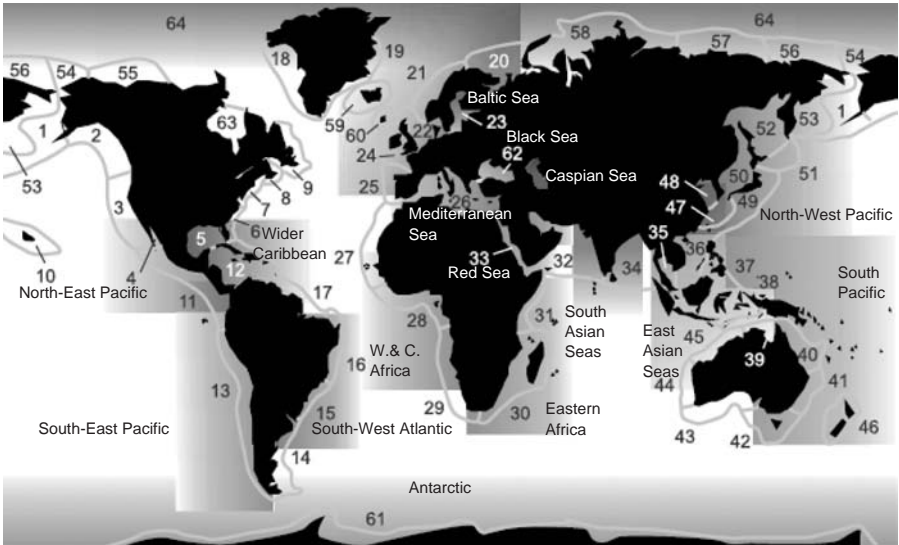 64
64
58
57
56
54
18
19
20
21
56
54
55
1
2
63
59
60
22
Baltic Sea
23
Black Sea
62
24
25
26
Caspian Sea
53
1
52
51
50
48
49
47
53
3
9
8
7
6
5
Wider
Caribbean
12
27
Mediterranean
Sea
33
Red Sea
32
34
35
36
37
38
North-West Pacific
10
4
North-East Pacific
11
17
28
31
South
Asian
Seas
East
Asian
Seas
45
39
40
South
Pacific
13
16
W.& C.
Africa
15
29
30
Eastern
Africa
44
41
South-East Pacific
South-West Atlantic
43
42
46
14
Antarctic
61